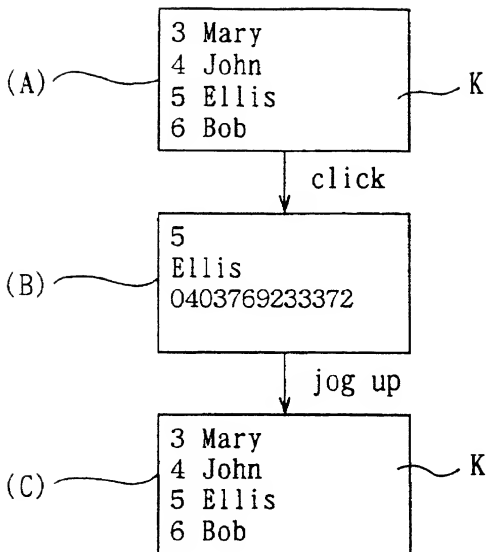 3 Mary
4 John
5 Ellis
6 Bob
(A)
K
click
5
Ellis
0403769233372
(B)
jog up
3 Mary
4 John
5 Ellis
6 Bob
(C)
K